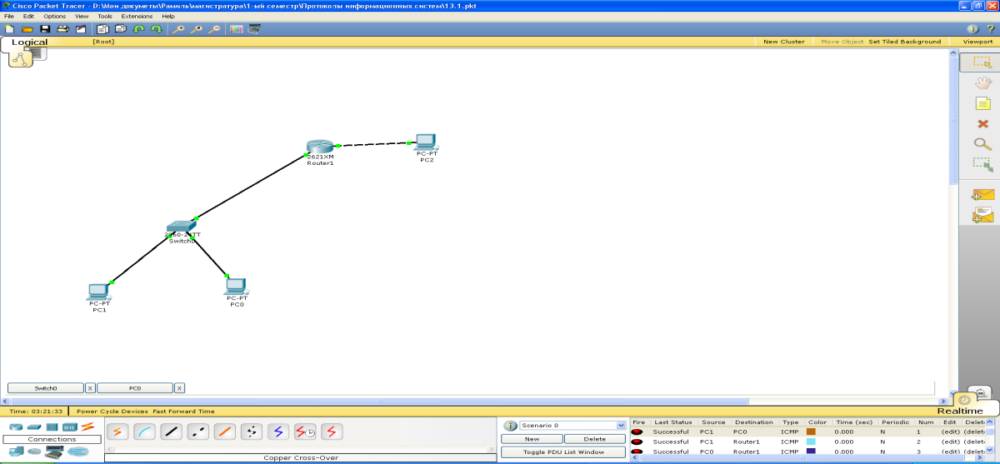 Cisco Packet Tracer - D:\Мои докуметы\Рамиль\магистратура\1-ый семестр\Протоколы информационных систем\13.1.pkt
File Edit Options View Tools Extensions Help
Logical [Root] New Cluster Move Object Set Tiled Background Viewport
2621XM
Router1
PC-PT
PC2
2960-24TT
Switch0
PC-PT
PC1
PC-PT
PC0
Switch0 X PC0 X
Time: 03:21:33 Power Cycle Devices Fast Forward Time Realtime
Connections
Copper Cross-Over
Scenario 0
New Delete
Toggle PDU List Window
Fire Last Status Source Destination Type Color Time (sec) Periodic Num Edit Delet
Successful PC1 PC0 ICMP 0.000 N 1 (edit) (delet
Successful PC1 Router1 ICMP 0.000 N 2 (edit) (delet
Successful PC0 Router1 ICMP 0.000 N 3 (edit) (delet